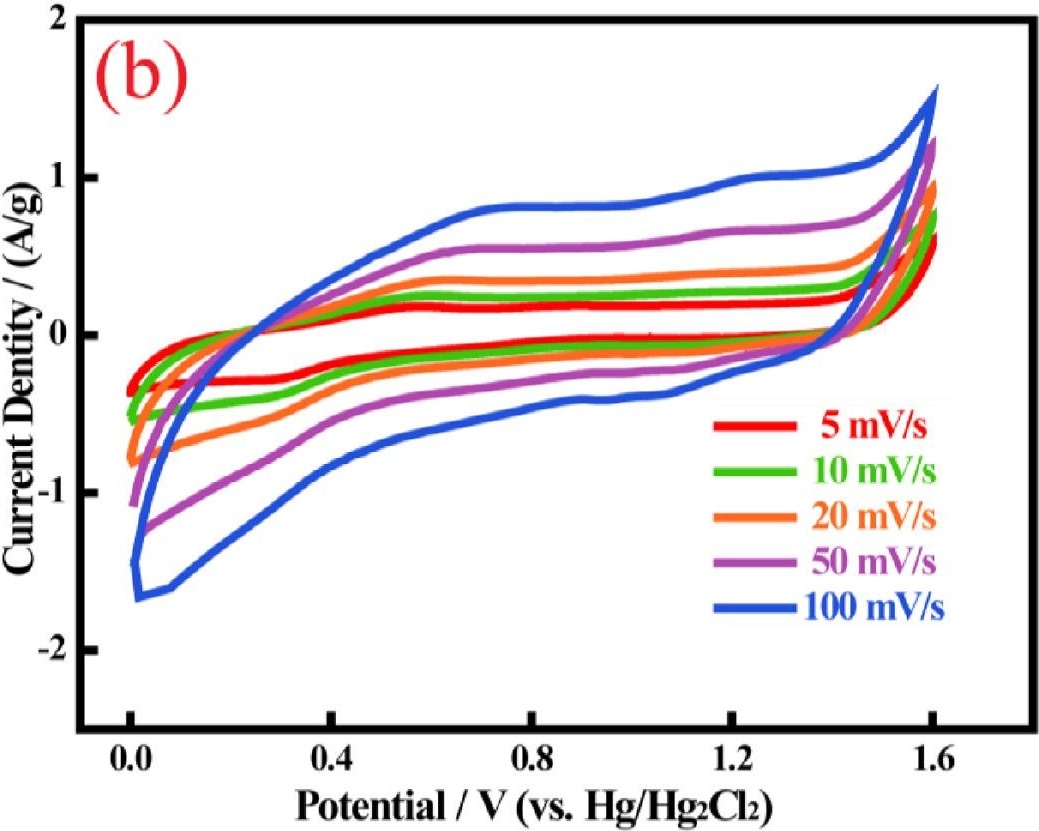 (b)
2
1
0
-1
-2
Current Dentity / (A/g)
5 mV/s
10 mV/s
20 mV/s
50 mV/s
100 mV/s
0.0 0.4 0.8 1.2 1.6
Potential / V (vs. Hg/Hg₂Cl₂)